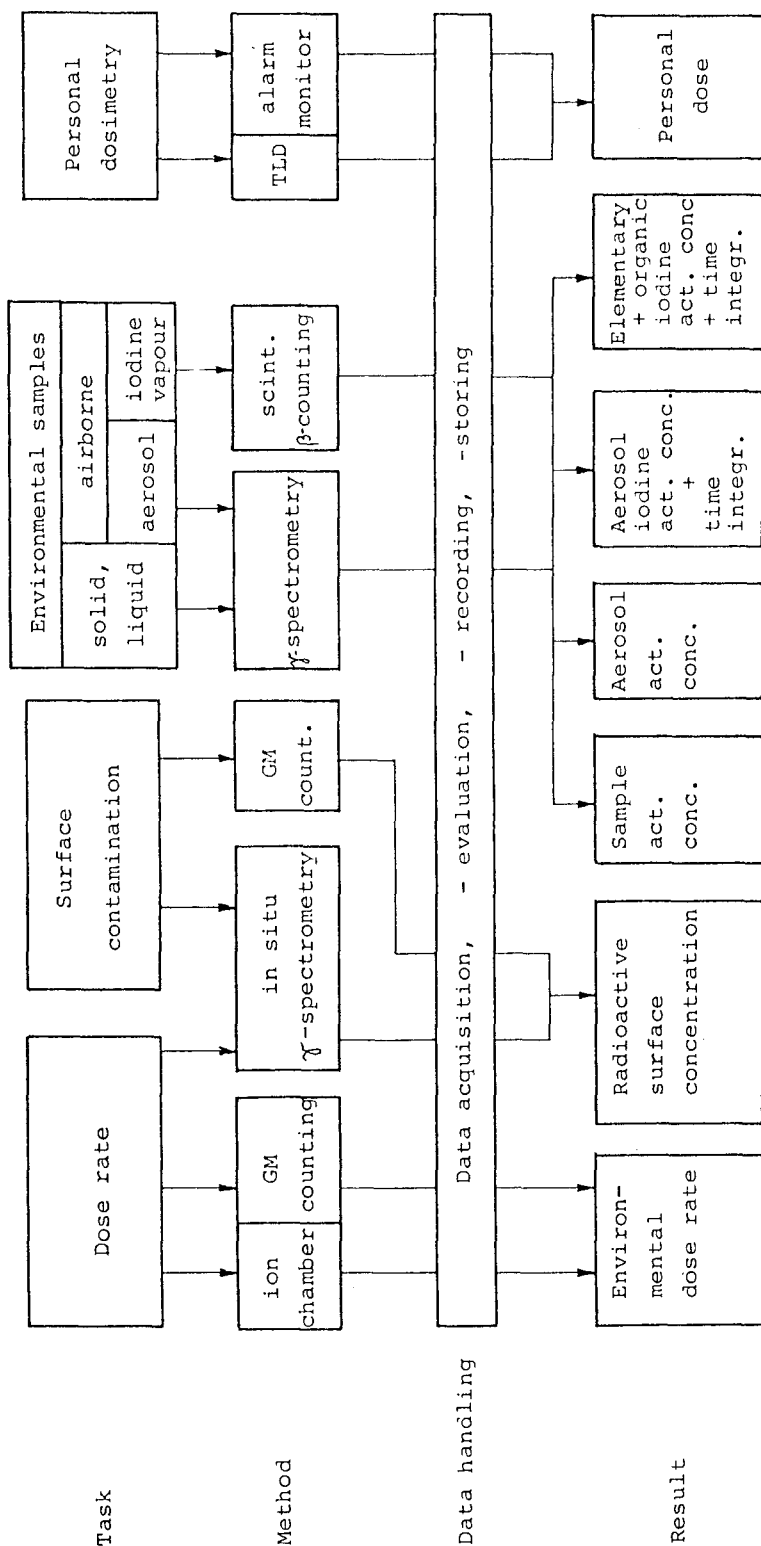 Task
Dose rate
Surface
contamination
Environmental samples
solid,
liquid
airborne
aerosol
iodine
vapour
Personal
dosimetry
Method
ion
chamber
GM
counting
in situ
γ-spectrometry
GM
count.
γ-spectrometry
scint.
β-counting
TLD
alarm
monitor
Data handling
Data acquisition, - evaluation, - recording, -storing
Result
Environ-
mental
dose rate
Radioactive
surface
concentration
Sample
act.
conc.
Aerosol
act.
conc.
Aerosol
iodine
act. conc.
+
time
integr.
Elementary
+ organic
iodine
act. conc
+ time
integr.
Personal
dose